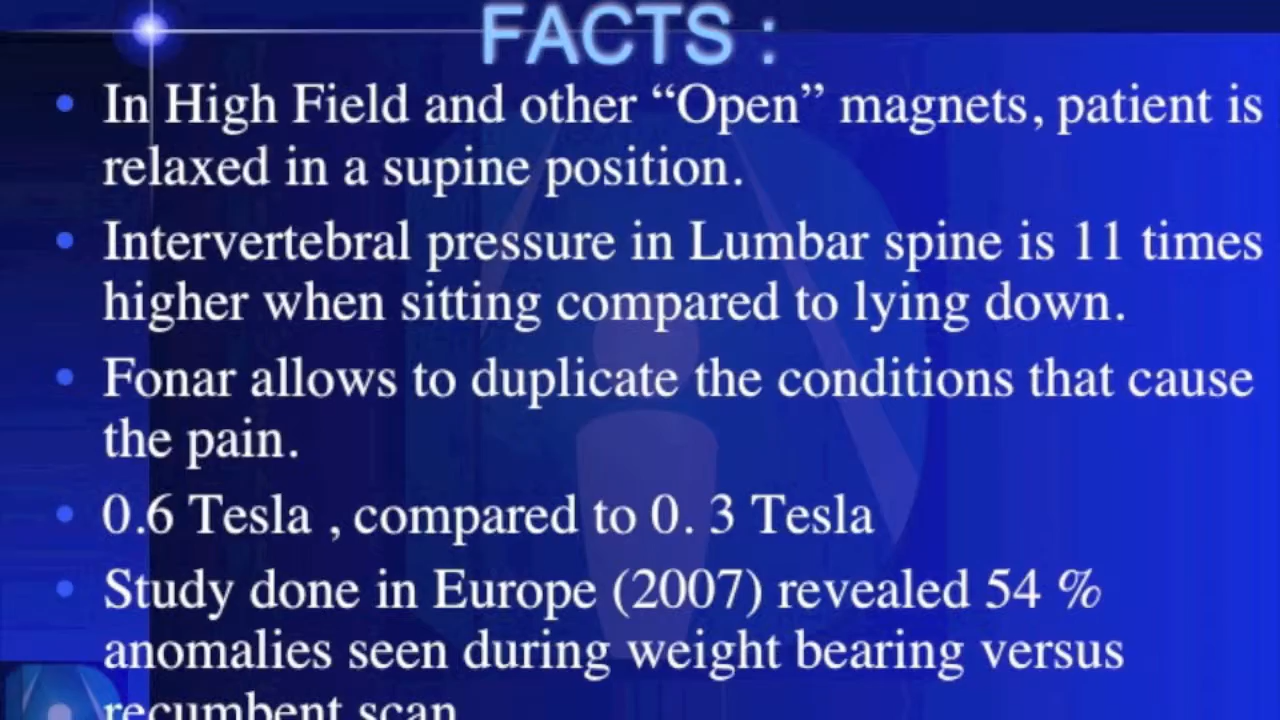 FACTS :
• In High Field and other “Open” magnets, patient is
relaxed in a supine position.
• Intervertebral pressure in Lumbar spine is 11 times
higher when sitting compared to lying down.
• Fonar allows to duplicate the conditions that cause
the pain.
• 0.6 Tesla , compared to 0. 3 Tesla
• Study done in Europe (2007) revealed 54 %
anomalies seen during weight bearing versus
recumbent scan